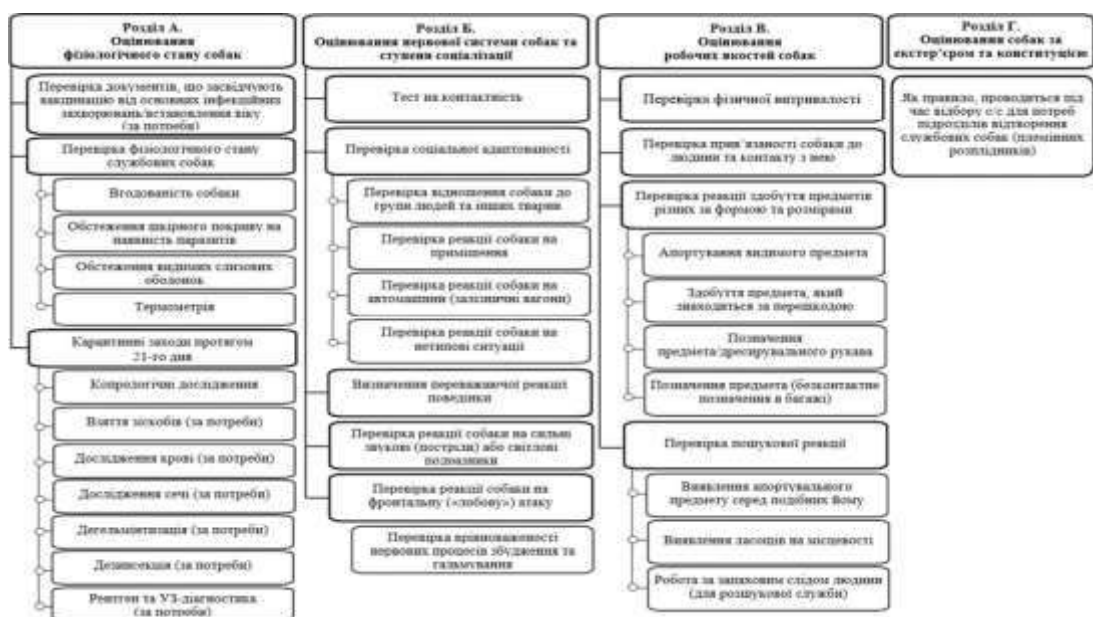 Розділ А.
Оцінювання
фізіологічного стану собак
Перевірка документів, що засвідчують
вакцинацію від основних інфекційних
захворювань/встановлення віку
(за потреби)
Перевірка фізіологічного стану
службових собак
Вгодованість собаки
Обстеження шкірного покриву на
наявність паразитів
Обстеження видимих слизових
оболонок
Термометрія
Карантинні заходи протягом
21-го дня
Копрологічні дослідження
Взяття зіскобів (за потреби)
Дослідження крові (за потреби)
Дослідження сечі (за потреби)
Дегельмінтизація (за потреби)
Дезинсекція (за потреби)
Рентген та УЗ-діагностика
(за потреби)
Розділ Б.
Оцінювання нервової системи собак та
ступеня соціалізації
Тест на контактність
Перевірка соціальної адаптованості
Перевірка відношення собаки до
групи людей та інших тварин
Перевірка реакції собаки на
приміщення
Перевірка реакції собаки на
автомашини (залізничні вагони)
Перевірка реакції собаки на
нетипові ситуації
Визначення переважаючої реакції
поведінки
Перевірка реакції собаки на сильні
звукові (постріли) або світлові
подразники
Перевірка реакції собаки на
фронтальну («лобову») атаку
Перевірка врівноваженості
нервових процесів збудження та
гальмування
Розділ В.
Оцінювання
робочих якостей собак
Перевірка фізичної витривалості
Перевірка прив'язаності собаки до
людини та контакту з нею
Перевірка реакції здобуття предметів
різних за формою та розмірами
Апортування видимого предмета
Здобуття предмета, який
знаходиться за перешкодою
Позначення
предмета/дресирувального рукава
Позначення предмета (безконтактне
позначення в багажі)
Перевірка пошукової реакції
Виявлення апортувального
предмету серед подібних йому
Виявлення ласощів на місцевості
Робота за запаховим слідом людини
(для розшукової служби)
Розділ Г.
Оцінювання собак за
екстер'єром та конституцією
Як правило, проводиться під
час відбору с/с для потреб
підрозділів відтворення
службових собак (племінних
розплідників)